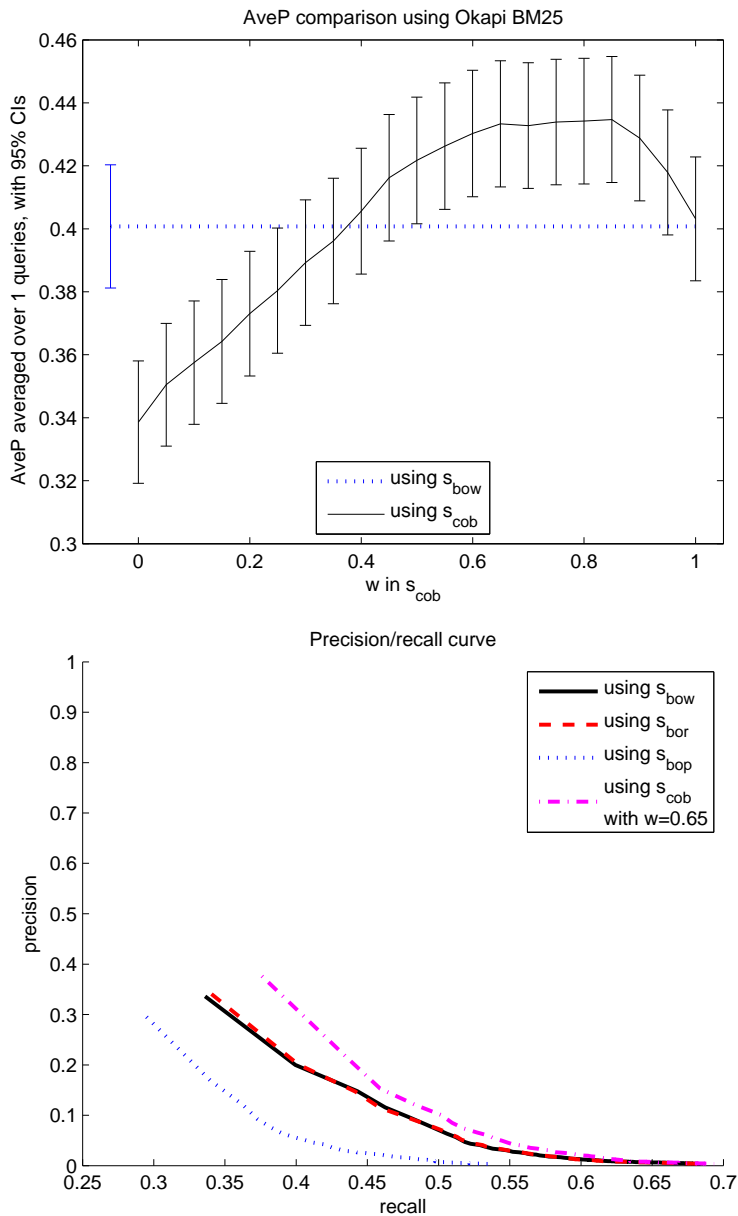 AveP comparison using Okapi BM25
AveP averaged over 1 queries, with 95% CIs
0.46
0.44
0.42
0.4
0.38
0.36
0.34
0.32
0.3
using s_bow
using s_cob
0
0.2
0.4
0.6
0.8
1
w in s_cob
Precision/recall curve
precision
1
0.9
0.8
0.7
0.6
0.5
0.4
0.3
0.2
0.1
0
using s_bow
using s_bor
using s_bop
using s_cob
with w=0.65
0.25
0.3
0.35
0.4
0.45
0.5
0.55
0.6
0.65
0.7
recall